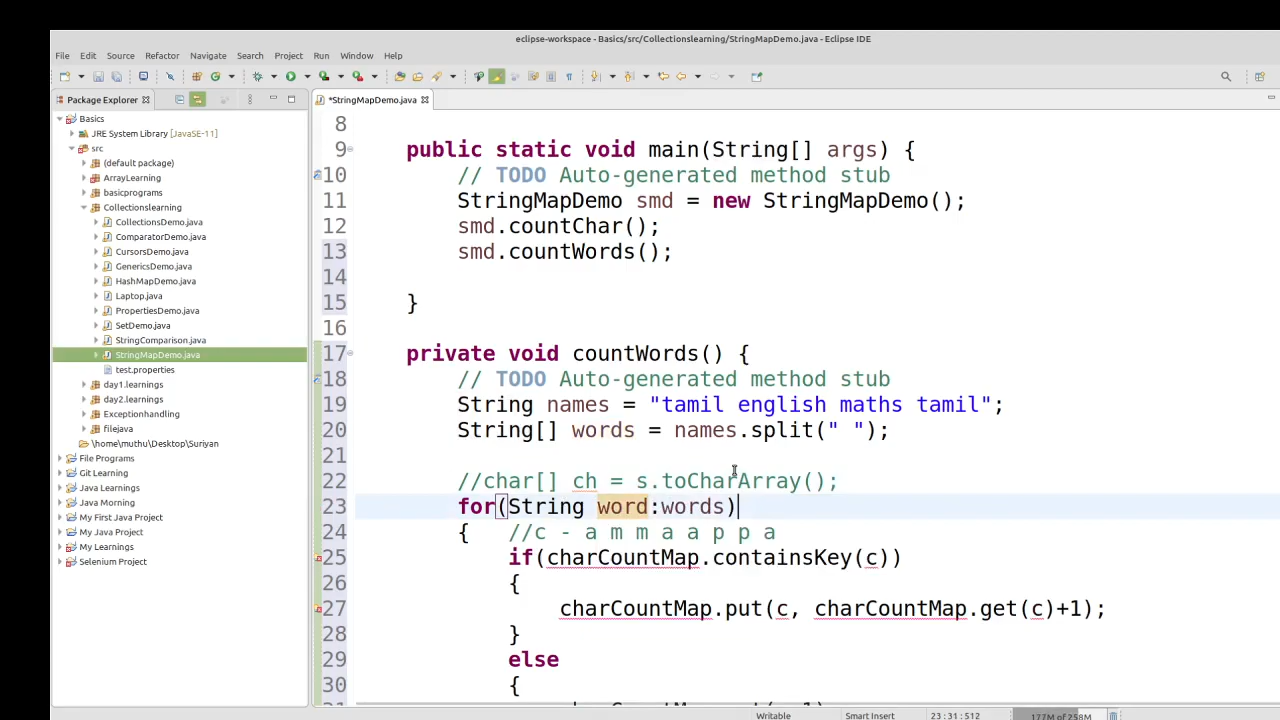 eclipse-workspace - Basics/src/Collectionslearning/StringMapDemo.java - Eclipse IDE
File Edit Source Refactor Navigate Search Project Run Window Help
Package Explorer
*StringMapDemo.java
Basics
JRE System Library [JavaSE-11]
src
(default package)
ArrayLearning
basicprograms
Collectionslearning
CollectionsDemo.java
ComparatorDemo.java
CursorsDemo.java
GenericsDemo.java
HashMapDemo.java
Laptop.java
PropertiesDemo.java
SetDemo.java
StringComparison.java
StringMapDemo.java
test.properties
day1.learnings
day2.learnings
Exceptionhandling
filejava
\home\muthu\Desktop\Suriyan
File Programs
Git Learning
Java Learnings
Java Morning
My First Java Project
My Java Project
My Learnings
Selenium Project
8
9 public static void main(String[] args) {
10 // TODO Auto-generated method stub
11 StringMapDemo smd = new StringMapDemo();
12 smd.countChar();
13 smd.countWords();
14
15 }
16
17 private void countWords() {
18 // TODO Auto-generated method stub
19 String names = "tamil english maths tamil";
20 String[] words = names.split(" ");
21
22 //char[] ch = s.toCharArray();
23 for(String word:words)
24 { //c - a m m a a p p a
25 if(charCountMap.containsKey(c))
26 {
27 charCountMap.put(c, charCountMap.get(c)+1);
28 }
29 else
30 {
Writable Smart Insert 23:31:512 177M of 258M